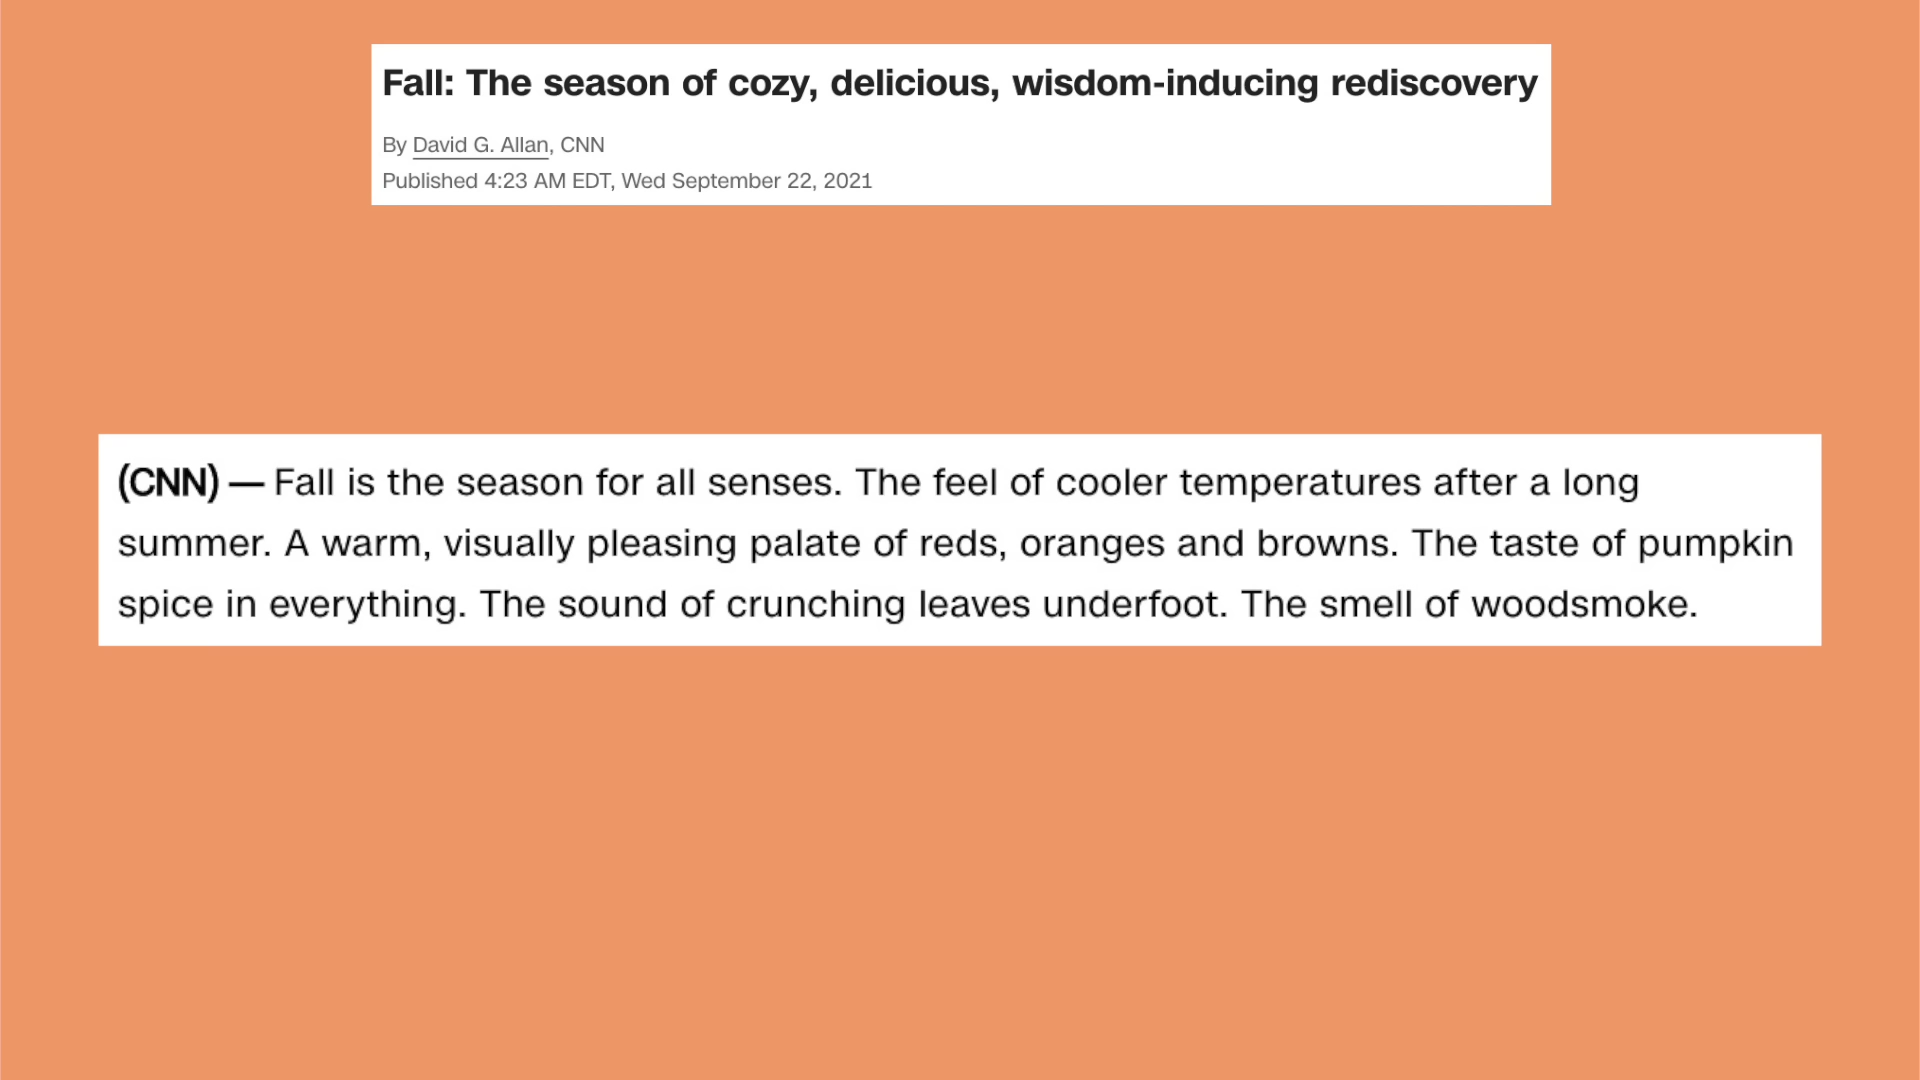 Fall: The season of cozy, delicious, wisdom-inducing rediscovery
By David G. Allan, CNN
Published 4:23 AM EDT, Wed September 22, 2021
(CNN) — Fall is the season for all senses. The feel of cooler temperatures after a long
summer. A warm, visually pleasing palate of reds, oranges and browns. The taste of pumpkin
spice in everything. The sound of crunching leaves underfoot. The smell of woodsmoke.